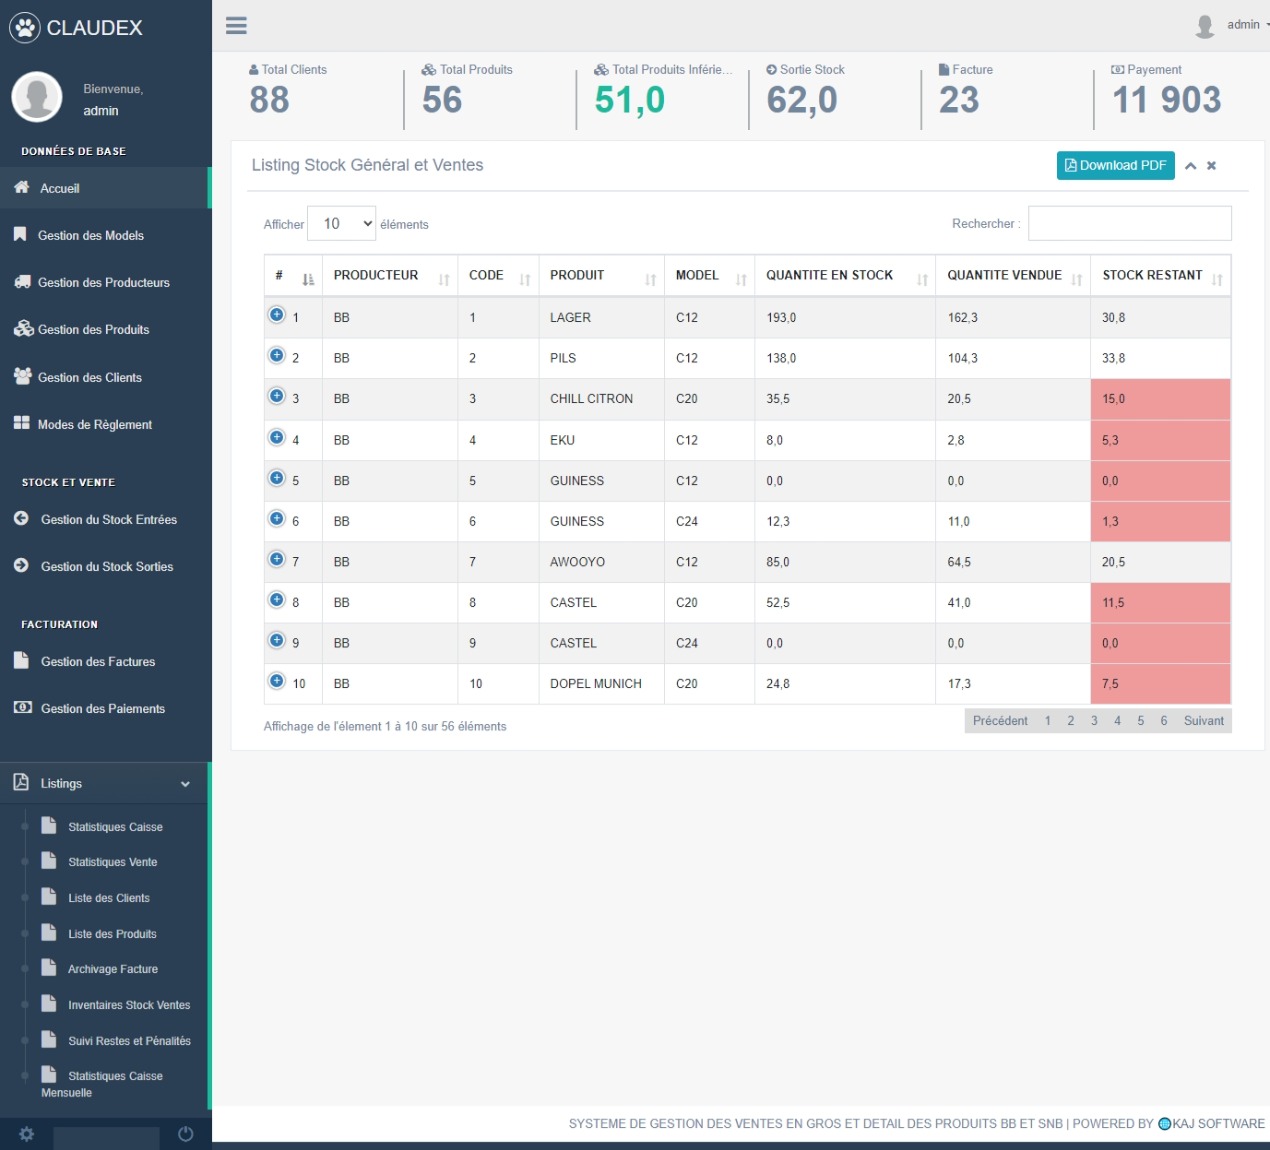 CLAUDEX
Bienvenue,
admin
DONNÉES DE BASE
Accueil
Gestion des Models
Gestion des Producteurs
Gestion des Produits
Gestion des Clients
Modes de Règlement
STOCK ET VENTE
Gestion du Stock Entrées
Gestion du Stock Sorties
FACTURATION
Gestion des Factures
Gestion des Paiements
Listings
Statistiques Caisse
Statistiques Vente
Liste des Clients
Liste des Produits
Archivage Facture
Inventaires Stock Ventes
Suivi Restes et Pénalités
Statistiques Caisse
Mensuelle
admin
Total Clients
88
Total Produits
56
Total Produits Inférie...
51,0
Sortie Stock
62,0
Facture
23
Payement
11 903
Listing Stock Général et Ventes
Download PDF
Afficher 10 éléments
Rechercher :
# PRODUCTEUR CODE PRODUIT MODEL QUANTITE EN STOCK QUANTITE VENDUE STOCK RESTANT
1 BB 1 LAGER C12 193,0 162,3 30,8
2 BB 2 PILS C12 138,0 104,3 33,8
3 BB 3 CHILL CITRON C20 35,5 20,5 15,0
4 BB 4 EKU C12 8,0 2,8 5,3
5 BB 5 GUINESS C12 0,0 0,0 0,0
6 BB 6 GUINESS C24 12,3 11,0 1,3
7 BB 7 AWOOYO C12 85,0 64,5 20,5
8 BB 8 CASTEL C20 52,5 41,0 11,5
9 BB 9 CASTEL C24 0,0 0,0 0,0
10 BB 10 DOPEL MUNICH C20 24,8 17,3 7,5
Affichage de l'élement 1 à 10 sur 56 éléments
Précédent 1 2 3 4 5 6 Suivant
SYSTEME DE GESTION DES VENTES EN GROS ET DETAIL DES PRODUITS BB ET SNB | POWERED BY KAJ SOFTWARE